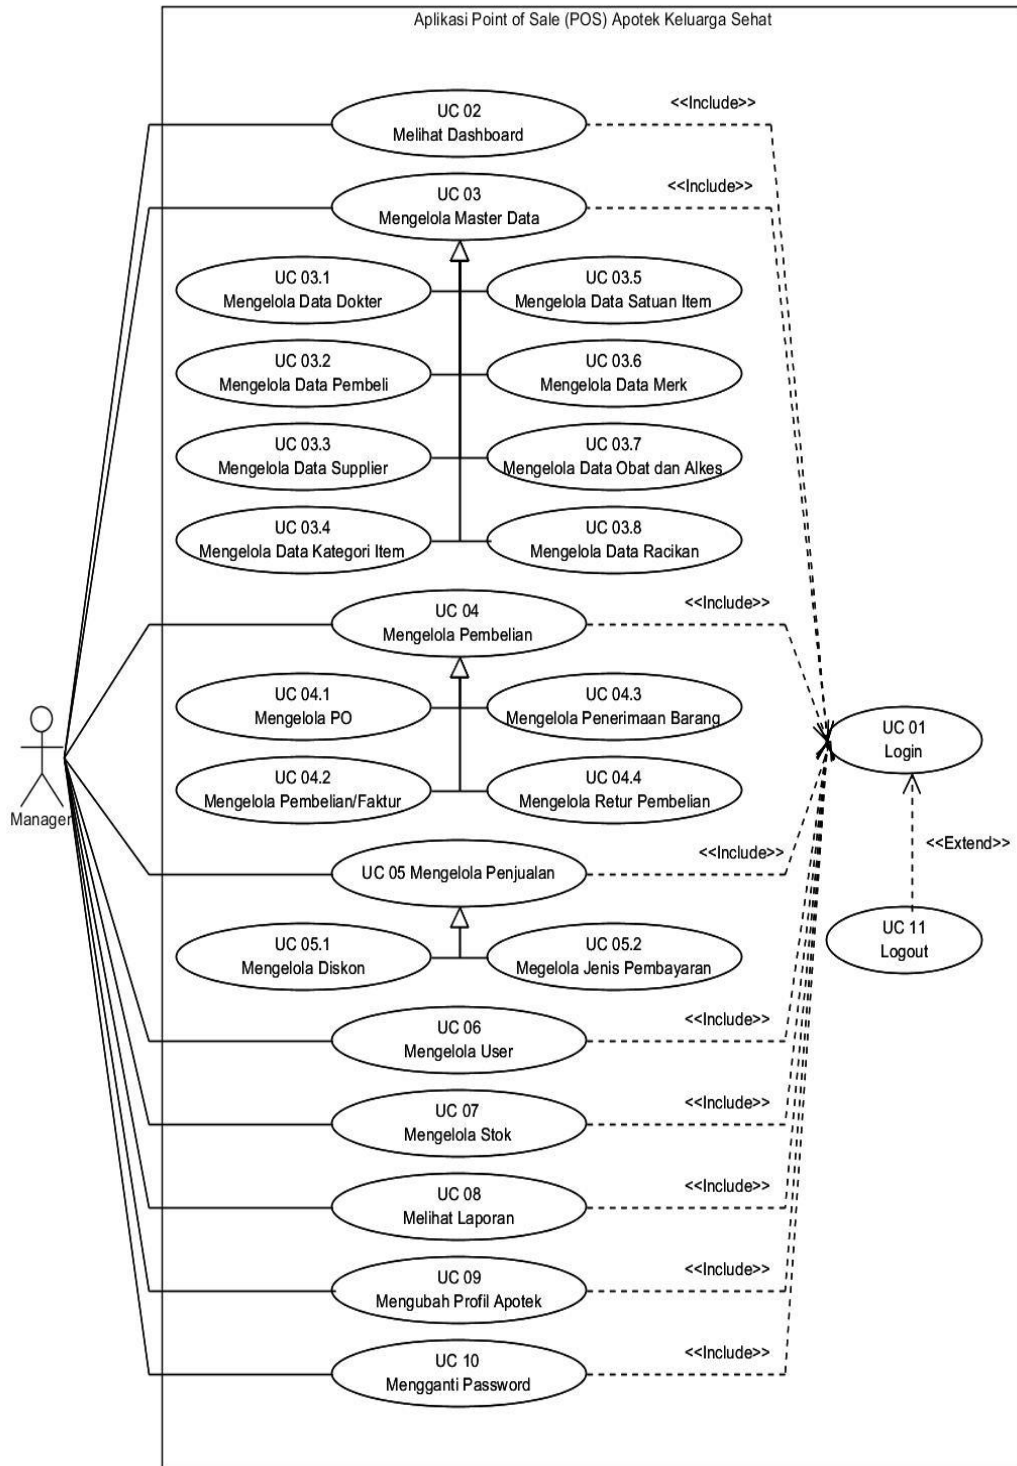 Aplikasi Point of Sale (POS) Apotek Keluarga Sehat
UC 02
Melihat Dashboard
<<Include>>
UC 03
Mengelola Master Data
<<Include>>
UC 03.1
Mengelola Data Dokter
UC 03.5
Mengelola Data Satuan Item
UC 03.2
Mengelola Data Pembeli
UC 03.6
Mengelola Data Merk
UC 03.3
Mengelola Data Supplier
UC 03.7
Mengelola Data Obat dan Alkes
UC 03.4
Mengelola Data Kategori Item
UC 03.8
Mengelola Data Racikan
UC 04
Mengelola Pembelian
<<Include>>
UC 04.1
Mengelola PO
UC 04.3
Mengelola Penerimaan Barang
UC 01
Login
Manager
UC 04.2
Mengelola Pembelian/Faktur
UC 04.4
Mengelola Retur Pembelian
<<Extend>>
UC 05 Mengelola Penjualan
<<Include>>
UC 05.1
Mengelola Diskon
UC 05.2
Megelola Jenis Pembayaran
UC 11
Logout
UC 06
Mengelola User
<<Include>>
UC 07
Mengelola Stok
<<Include>>
UC 08
Melihat Laporan
<<Include>>
UC 09
Mengubah Profil Apotek
<<Include>>
UC 10
Mengganti Password
<<Include>>